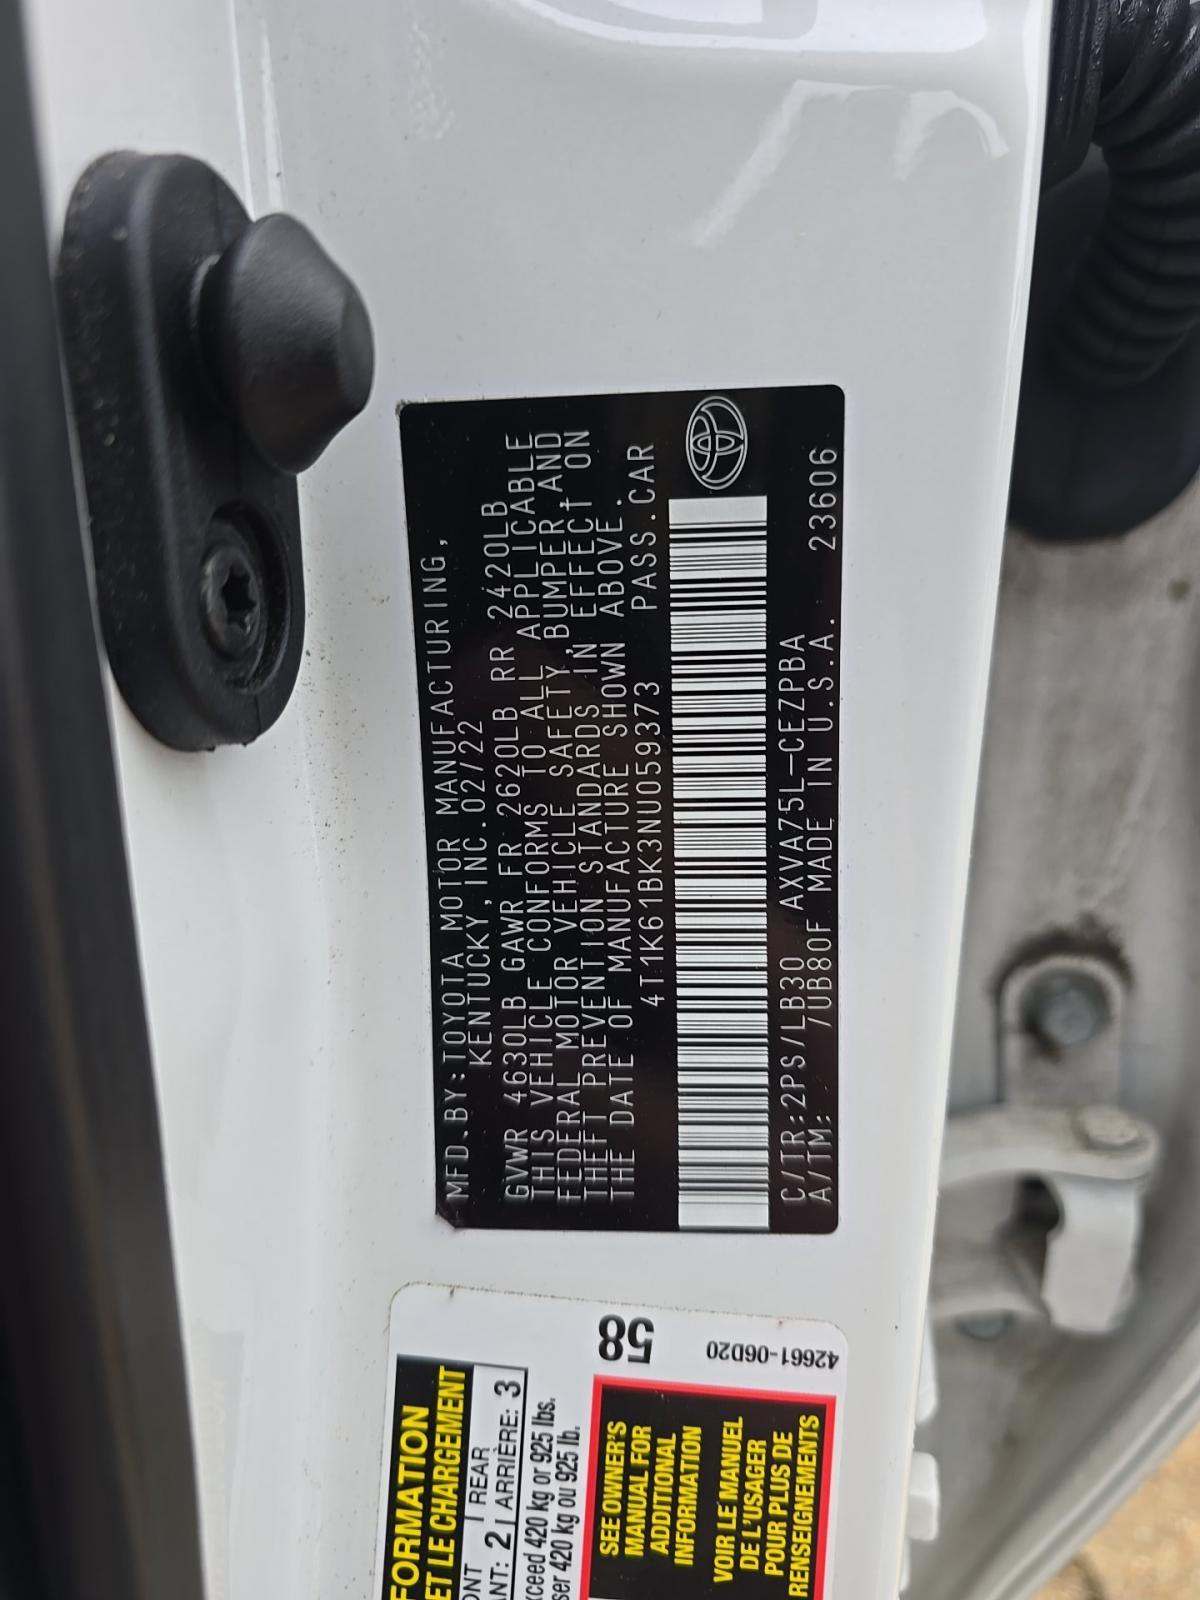 MFD.BY:TOYOTA MOTOR MANUFACTURING,
KENTUCKY,INC.02/22
GVWR 4630LB GAWR FR 2620LB RR 2420LB
THIS VEHICLE CONFORMS TO ALL APPLICABLE
FEDERAL MOTOR VEHICLE SAFETY,BUMPER,AND
THEFT PREVENTION STANDARDS IN EFFECT ON
THE DATE OF MANUFACTURE SHOWN ABOVE.
4T1K61BK3NU059373 PASS.CAR
C/TR:2PS/LB30 AXVA75L-CEZPBA
A/TM: /UB80F MADE IN U.S.A. 23606
FORMATION
ET LE CHARGEMENT
ONT | REAR
ANT: 2 | ARRIÈRE: 3
xceed 420 kg or 925 lbs.
ser 420 kg ou 925 lb.
58
42661-06D20
SEE OWNER'S
MANUAL FOR
ADDITIONAL
INFORMATION
VOIR LE MANUEL
DE L'USAGER
POUR PLUS DE
RENSEIGNEMENTS